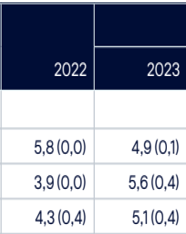 2022 2023
5,8 (0,0) 4,9 (0,1)
3,9 (0,0) 5,6 (0,4)
4,3 (0,4) 5,1 (0,4)